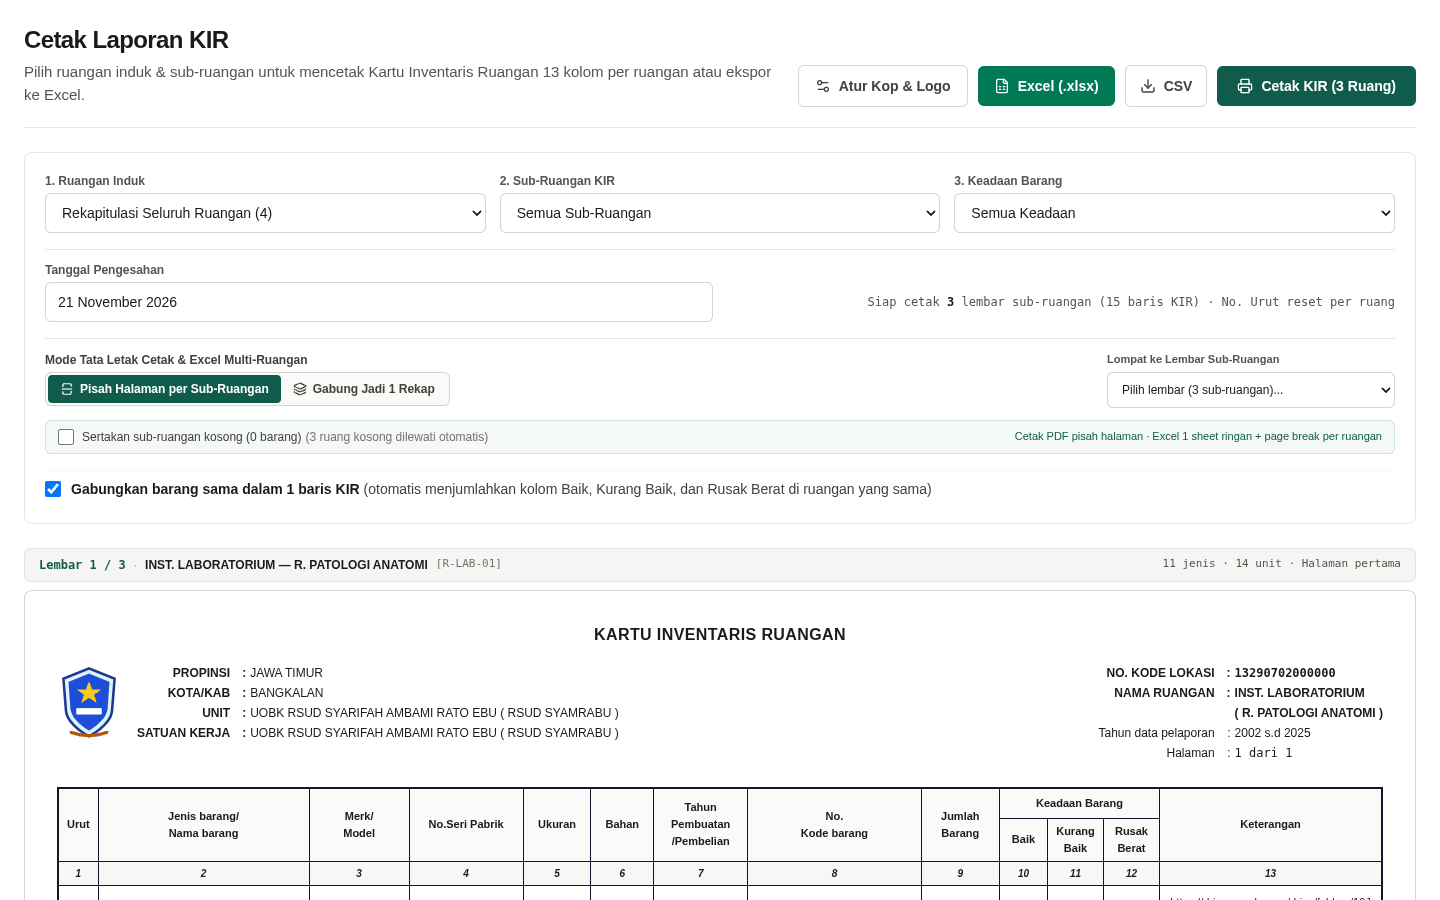 Cetak Laporan KIR
Pilih ruangan induk & sub-ruangan untuk mencetak Kartu Inventaris Ruangan 13 kolom per ruangan atau ekspor
ke Excel.
Atur Kop & Logo
Excel (.xlsx)
CSV
Cetak KIR (3 Ruang)
1. Ruangan Induk
2. Sub-Ruangan KIR
3. Keadaan Barang
Rekapitulasi Seluruh Ruangan (4)
Semua Sub-Ruangan
Semua Keadaan
Tanggal Pengesahan
21 November 2026
Siap cetak 3 lembar sub-ruangan (15 baris KIR) · No. Urut reset per ruang
Mode Tata Letak Cetak & Excel Multi-Ruangan
Lompat ke Lembar Sub-Ruangan
Pisah Halaman per Sub-Ruangan
Gabung Jadi 1 Rekap
Pilih lembar (3 sub-ruangan)...
Sertakan sub-ruangan kosong (0 barang) (3 ruang kosong dilewati otomatis)
Cetak PDF pisah halaman · Excel 1 sheet ringan + page break per ruangan
Gabungkan barang sama dalam 1 baris KIR (otomatis menjumlahkan kolom Baik, Kurang Baik, dan Rusak Berat di ruangan yang sama)
Lembar 1 / 3 · INST. LABORATORIUM — R. PATOLOGI ANATOMI [R-LAB-01]
11 jenis · 14 unit · Halaman pertama
KARTU INVENTARIS RUANGAN
PROPINSI : JAWA TIMUR
KOTA/KAB : BANGKALAN
UNIT : UOBK RSUD SYARIFAH AMBAMI RATO EBU ( RSUD SYAMRABU )
SATUAN KERJA : UOBK RSUD SYARIFAH AMBAMI RATO EBU ( RSUD SYAMRABU )
NO. KODE LOKASI : 13290702000000
NAMA RUANGAN : INST. LABORATORIUM
( R. PATOLOGI ANATOMI )
Tahun data pelaporan : 2002 s.d 2025
Halaman : 1 dari 1
Urut
Jenis barang/
Nama barang
Merk/
Model
No.Seri Pabrik
Ukuran
Bahan
Tahun
Pembuatan
/Pembelian
No.
Kode barang
Jumlah
Barang
Keadaan Barang
Baik
Kurang
Baik
Rusak
Berat
Keterangan
1 2 3 4 5 6 7 8 9 10 11 12 13